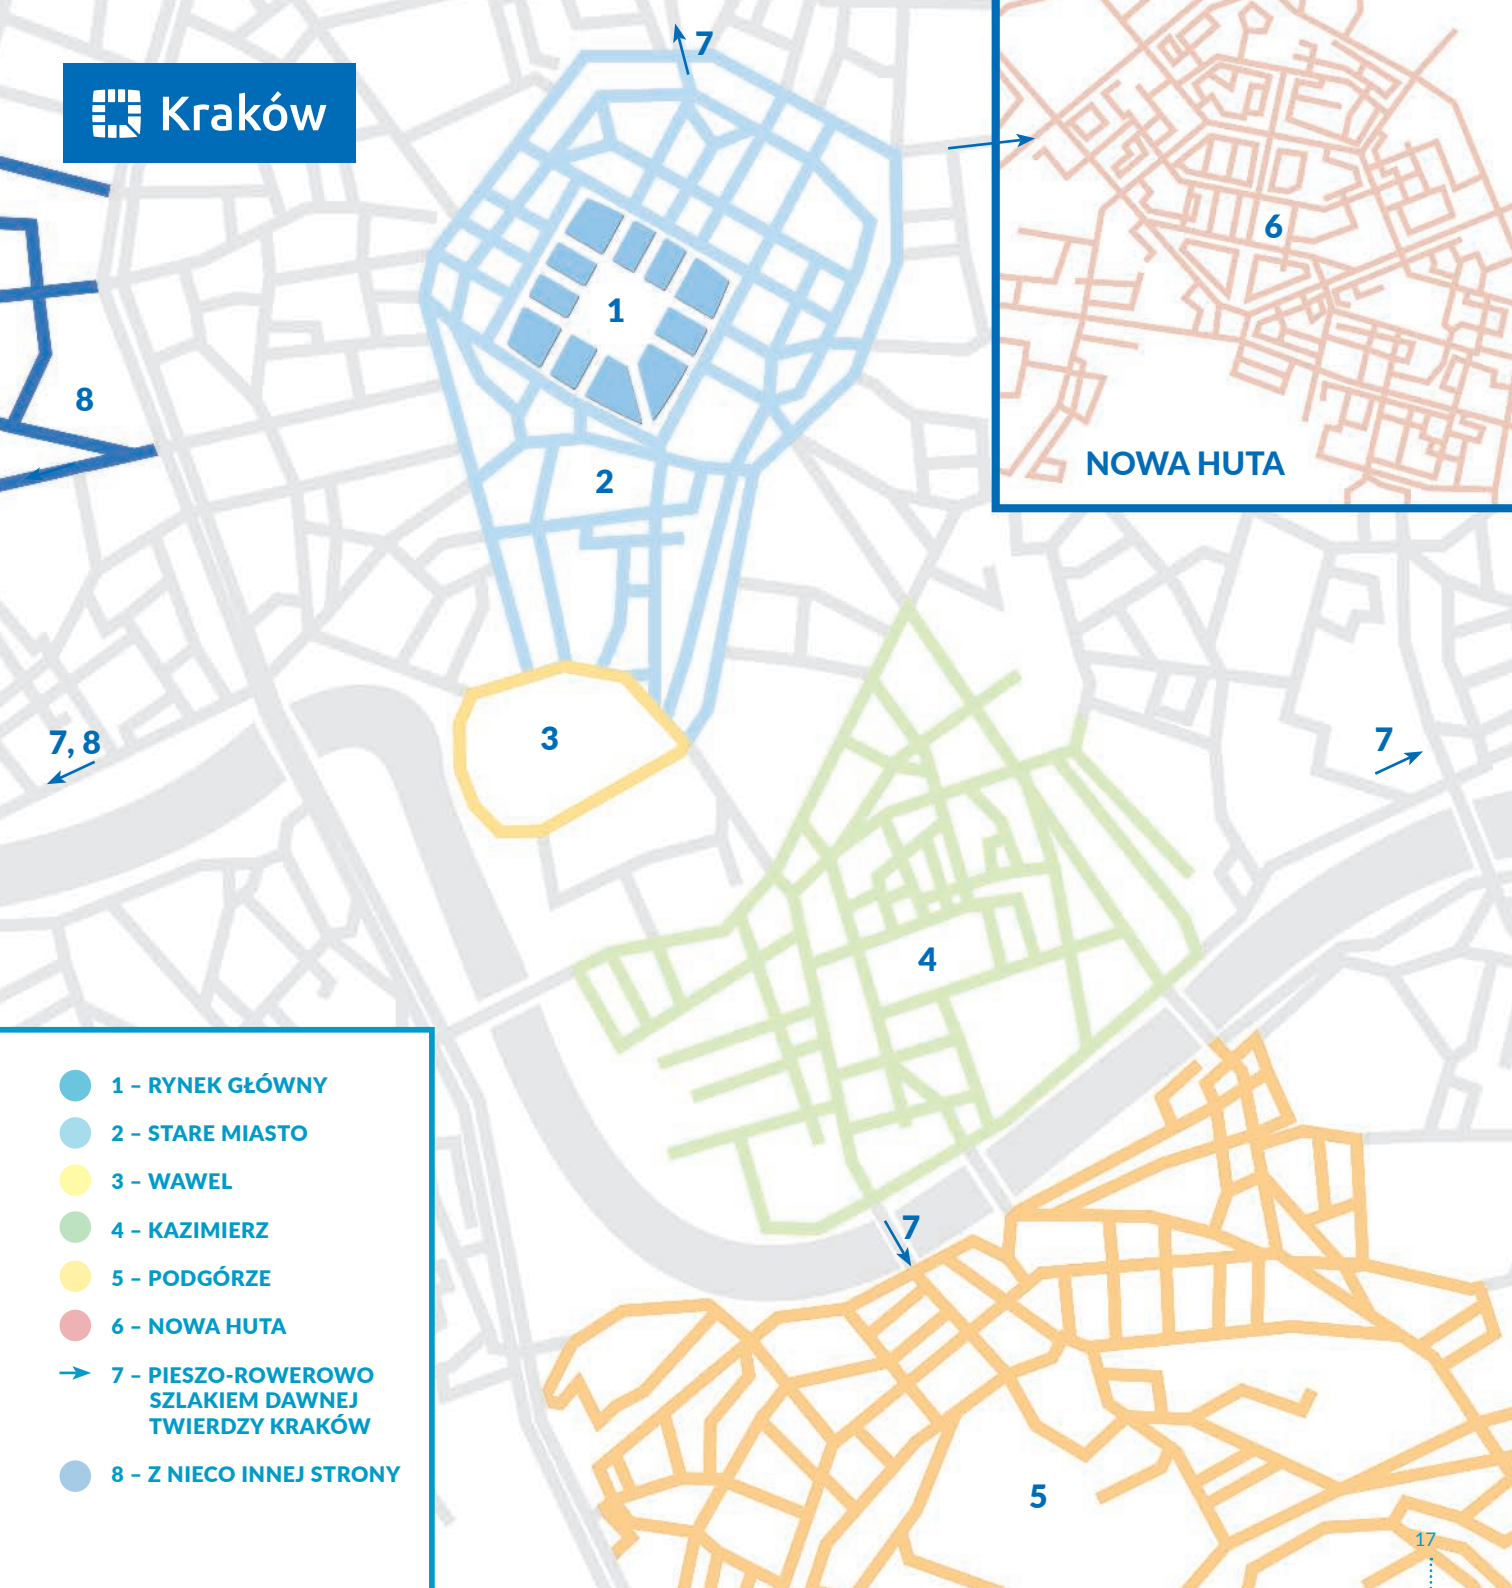 7
Kraków
6
1
8
NOWA HUTA
2
3
7, 8
7
4
7
1 – RYNEK GŁÓWNY
2 – STARE MIASTO
3 – WAWEL
4 – KAZIMIERZ
5 – PODGÓRZE
6 – NOWA HUTA
7 – PIESZO-ROWEROWO
SZLAKIEM DAWNEJ
TWIERDZY KRAKÓW
8 – Z NIECO INNEJ STRONY
5
17